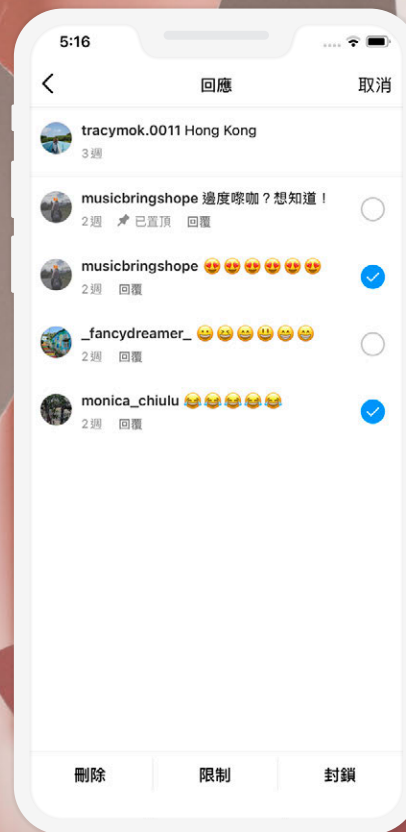 5:16
回應
取消
tracymok.0011 Hong Kong
3週
musicbringshope 邊度嚟咖？想知道！
2週 已置頂 回覆
musicbringshope 😍😍😍😍😍😍
2週 回覆
_fancydreamer_ 😀😄😄😃😁😁
2週 回覆
monica_chiulu 😂😂😂😂😂
2週 回覆
刪除
限制
封鎖